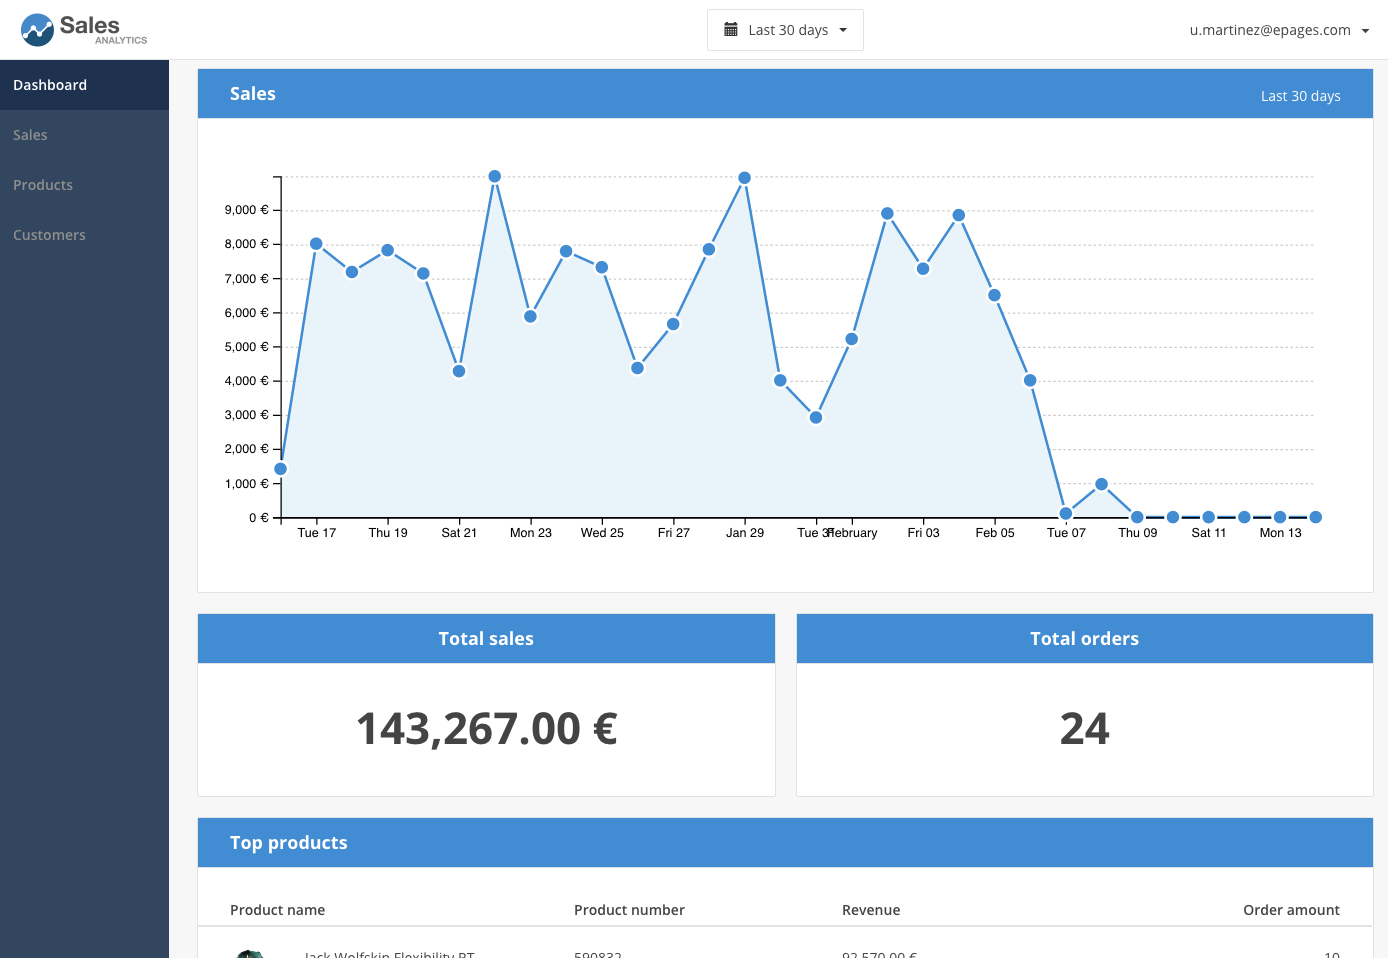 Sales
ANALYTICS
Last 30 days
u.martinez@epages.com
Dashboard
Sales
Products
Customers
Sales
Last 30 days
9,000 €
8,000 €
7,000 €
6,000 €
5,000 €
4,000 €
3,000 €
2,000 €
1,000 €
0 €
Tue 17 Thu 19 Sat 21 Mon 23 Wed 25 Fri 27 Jan 29 Tue 31 February Fri 03 Feb 05 Tue 07 Thu 09 Sat 11 Mon 13
Total sales
Total orders
143,267.00 €
24
Top products
Product name Product number Revenue Order amount
Jack Wolfskin Flexibility RT 590832 92,570.00 € 10